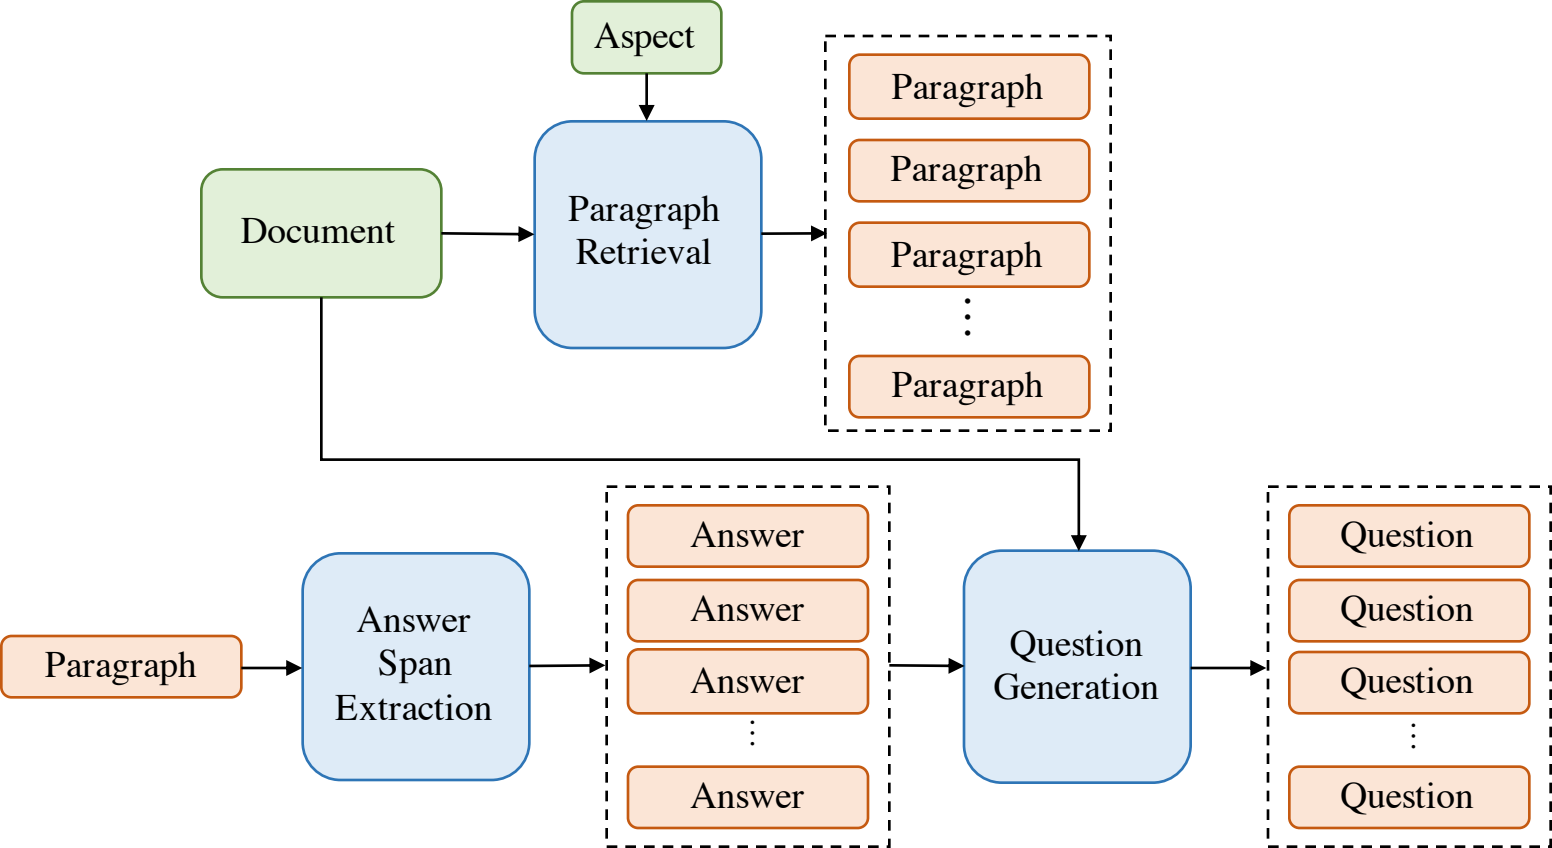 Aspect
Document
Paragraph
Retrieval
Paragraph
Paragraph
Paragraph
Paragraph
Paragraph
Answer
Span
Extraction
Answer
Answer
Answer
Answer
Question
Generation
Question
Question
Question
Question